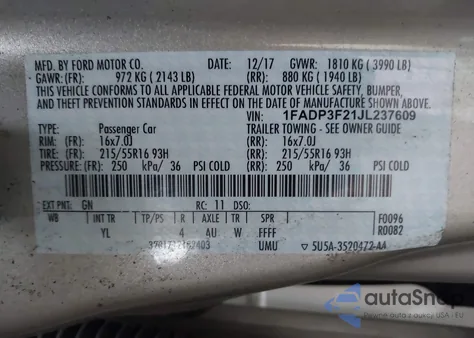 MFD. BY FORD MOTOR CO. 12/17 GVWR: 1810 KG ( 3990 LB)
GAWR: (FR): 972 KG ( 2143 LB) (RR): 880 KG ( 1940 LB)
THIS VEHICLE CONFORMS TO ALL APPLICABLE FEDERAL MOTOR VEHICLE SAFETY, BUMPER,
AND THEFT PREVENTION STANDARDS IN EFFECT ON THE DATE OF MANUFACTURE SHOWN ABOVE.
VIN: 1FADP3F21JL237609
TYPE: Passenger Car TRAILER TOWING - SEE OWNER GUIDE
RIM: (FR): 16x7.0J (RR): 16x7.0J
TIRE: (FR): 215/55R16 93H (RR): 215/55R16 93H
PRESSURE: (FR): 250 kPa/ 36 PSI COLD (RR): 250 kPa/ 36 PSI COLD
EXT PNT: GN RC: 11 DSO:
WB INT TR TP/PS R AXLE TR SPR F0096
YL 4 4U W FFFF R0082
UMU ▽ 5U5A-3520472-AA
autoSnap
USA - EU